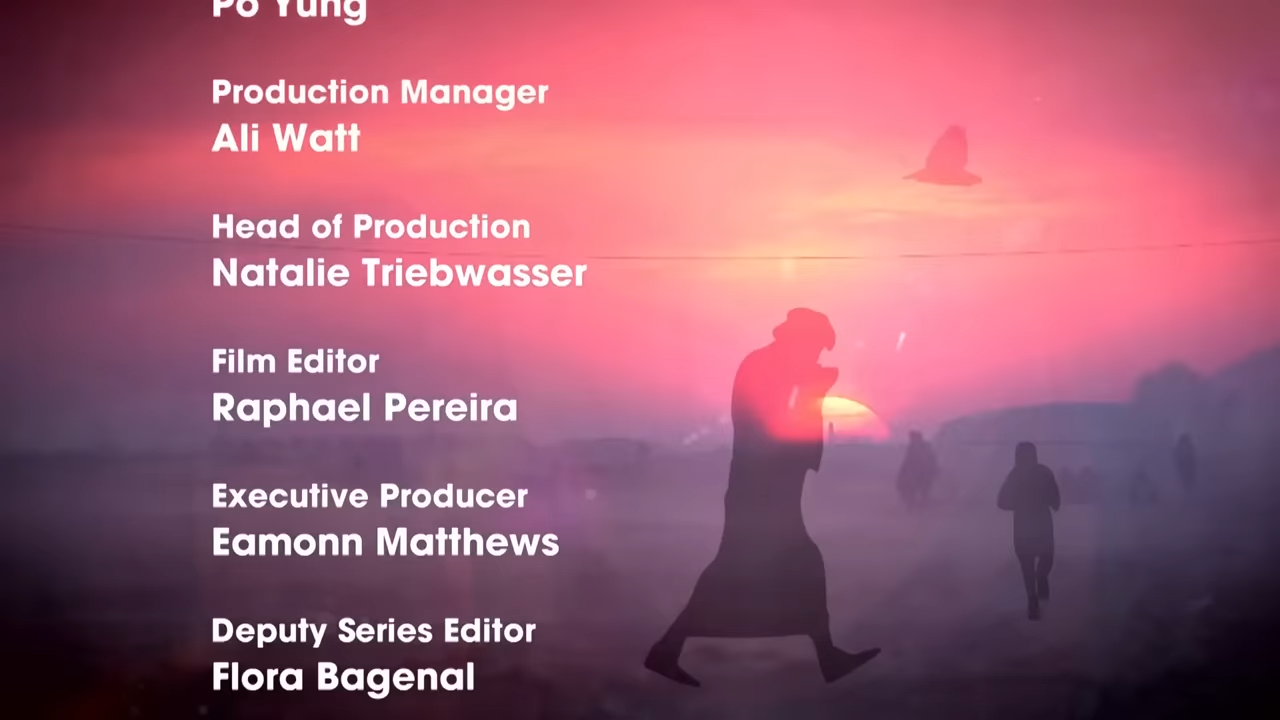 Po Yung
Production Manager
Ali Watt
Head of Production
Natalie Triebwasser
Film Editor
Raphael Pereira
Executive Producer
Eamonn Matthews
Deputy Series Editor
Flora Bagenal